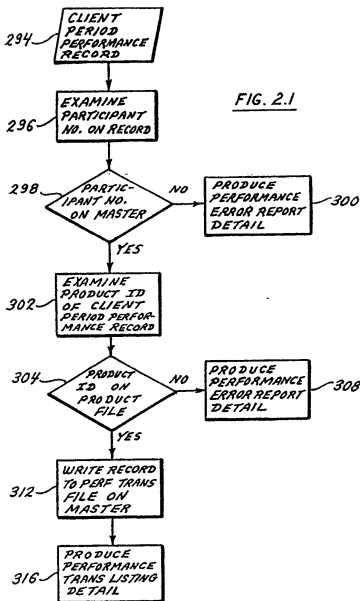 294
CLIENT
PERIOD
PERFORMANCE
RECORD
FIG. 2.1
296
EXAMINE
PARTICIPANT
NO. ON RECORD
298
PARTIC-
IPANT NO.
ON MASTER
NO
PRODUCE
PERFORMANCE
ERROR REPORT
DETAIL
300
YES
302
EXAMINE
PRODUCT ID
OF CLIENT
PERIOD PERFOR-
MANCE RECORD
304
PRODUCT
ID ON
PRODUCT
FILE
NO
PRODUCE
PERFORMANCE
ERROR REPORT
DETAIL
308
YES
312
WRITE RECORD
TO PERF TRANS
FILE ON
MASTER
316
PRODUCE
PERFORMANCE
TRANS LISTING
DETAIL